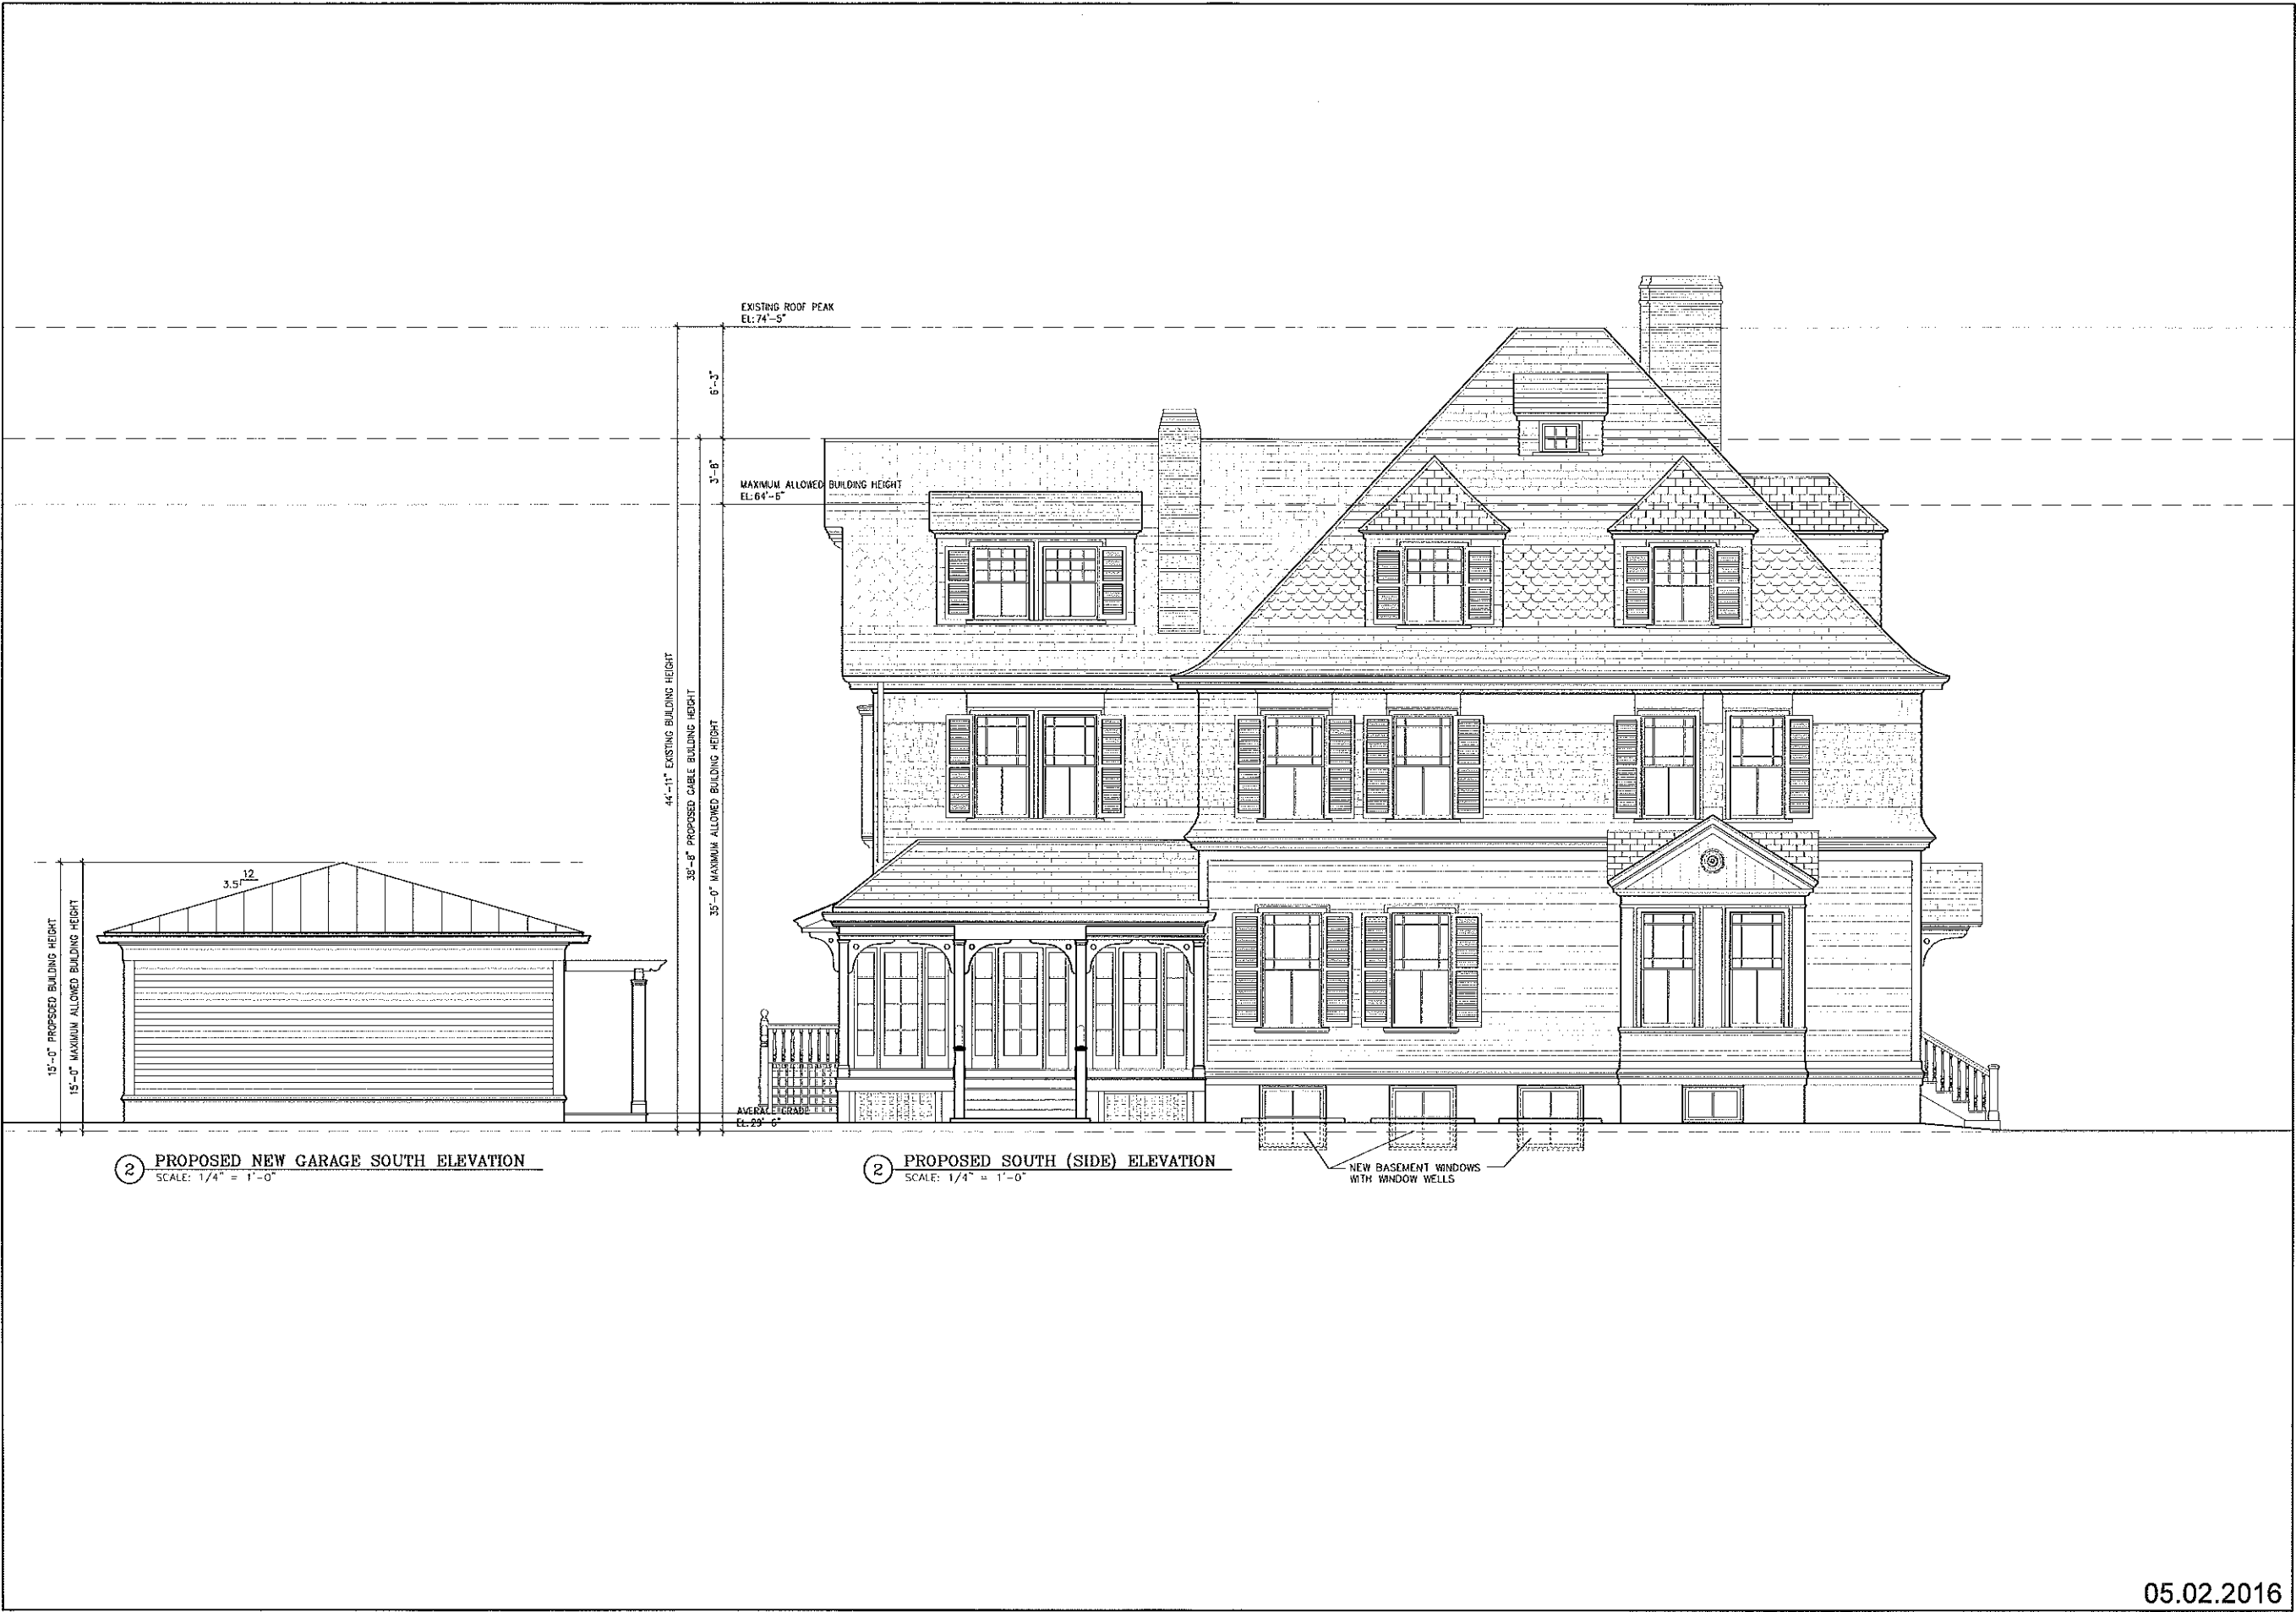 EXISTING ROOF PEAK
EL: 74'-5"
6'-3"
3'-8"
MAXIMUM ALLOWED BUILDING HEIGHT
EL: 64'-6"
44'-11" EXISTING BUILDING HEIGHT
38'-8" PROPOSED GABLE BUILDING HEIGHT
35'-0" MAXIMUM ALLOWED BUILDING HEIGHT
12
3.5
15'-0" PROPSOED BUILDING HEIGHT
15'-0" MAXIMUM ALLOWED BUILDING HEIGHT
AVERAGE GRADE
EL: 29'-6"
2 PROPOSED NEW GARAGE SOUTH ELEVATION
SCALE: 1/4" = 1'-0"
2 PROPOSED SOUTH (SIDE) ELEVATION
SCALE: 1/4" = 1'-0"
NEW BASEMENT WINDOWS
WITH WINDOW WELLS
05.02.2016